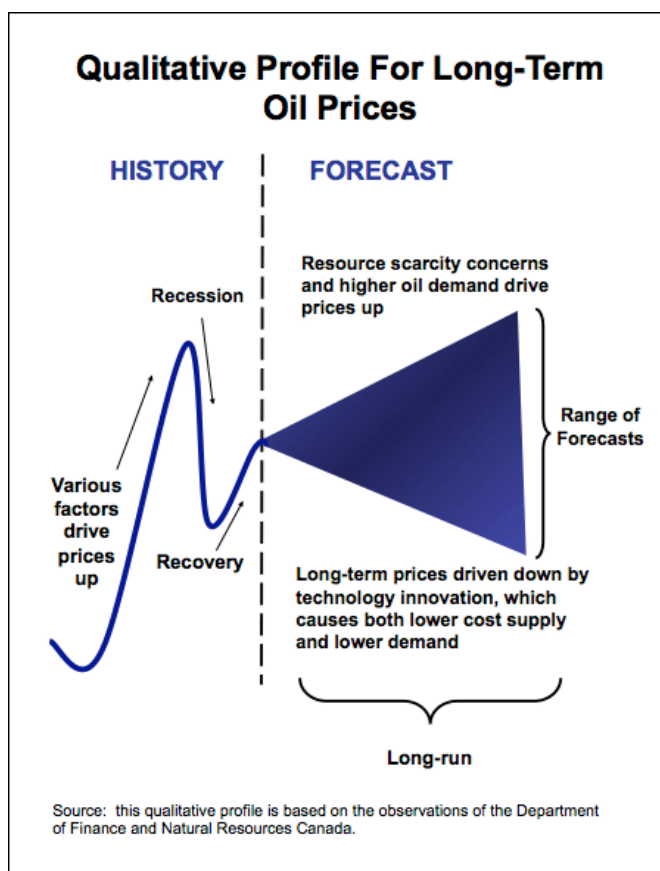 Qualitative Profile For Long-Term
Oil Prices
HISTORY
FORECAST
Resource scarcity concerns
and higher oil demand drive
prices up
Recession
Range of
Forecasts
Various
factors
drive
prices
up
Recovery
Long-term prices driven down by
technology innovation, which
causes both lower cost supply
and lower demand
Long-run
Source: this qualitative profile is based on the observations of the Department
of Finance and Natural Resources Canada.